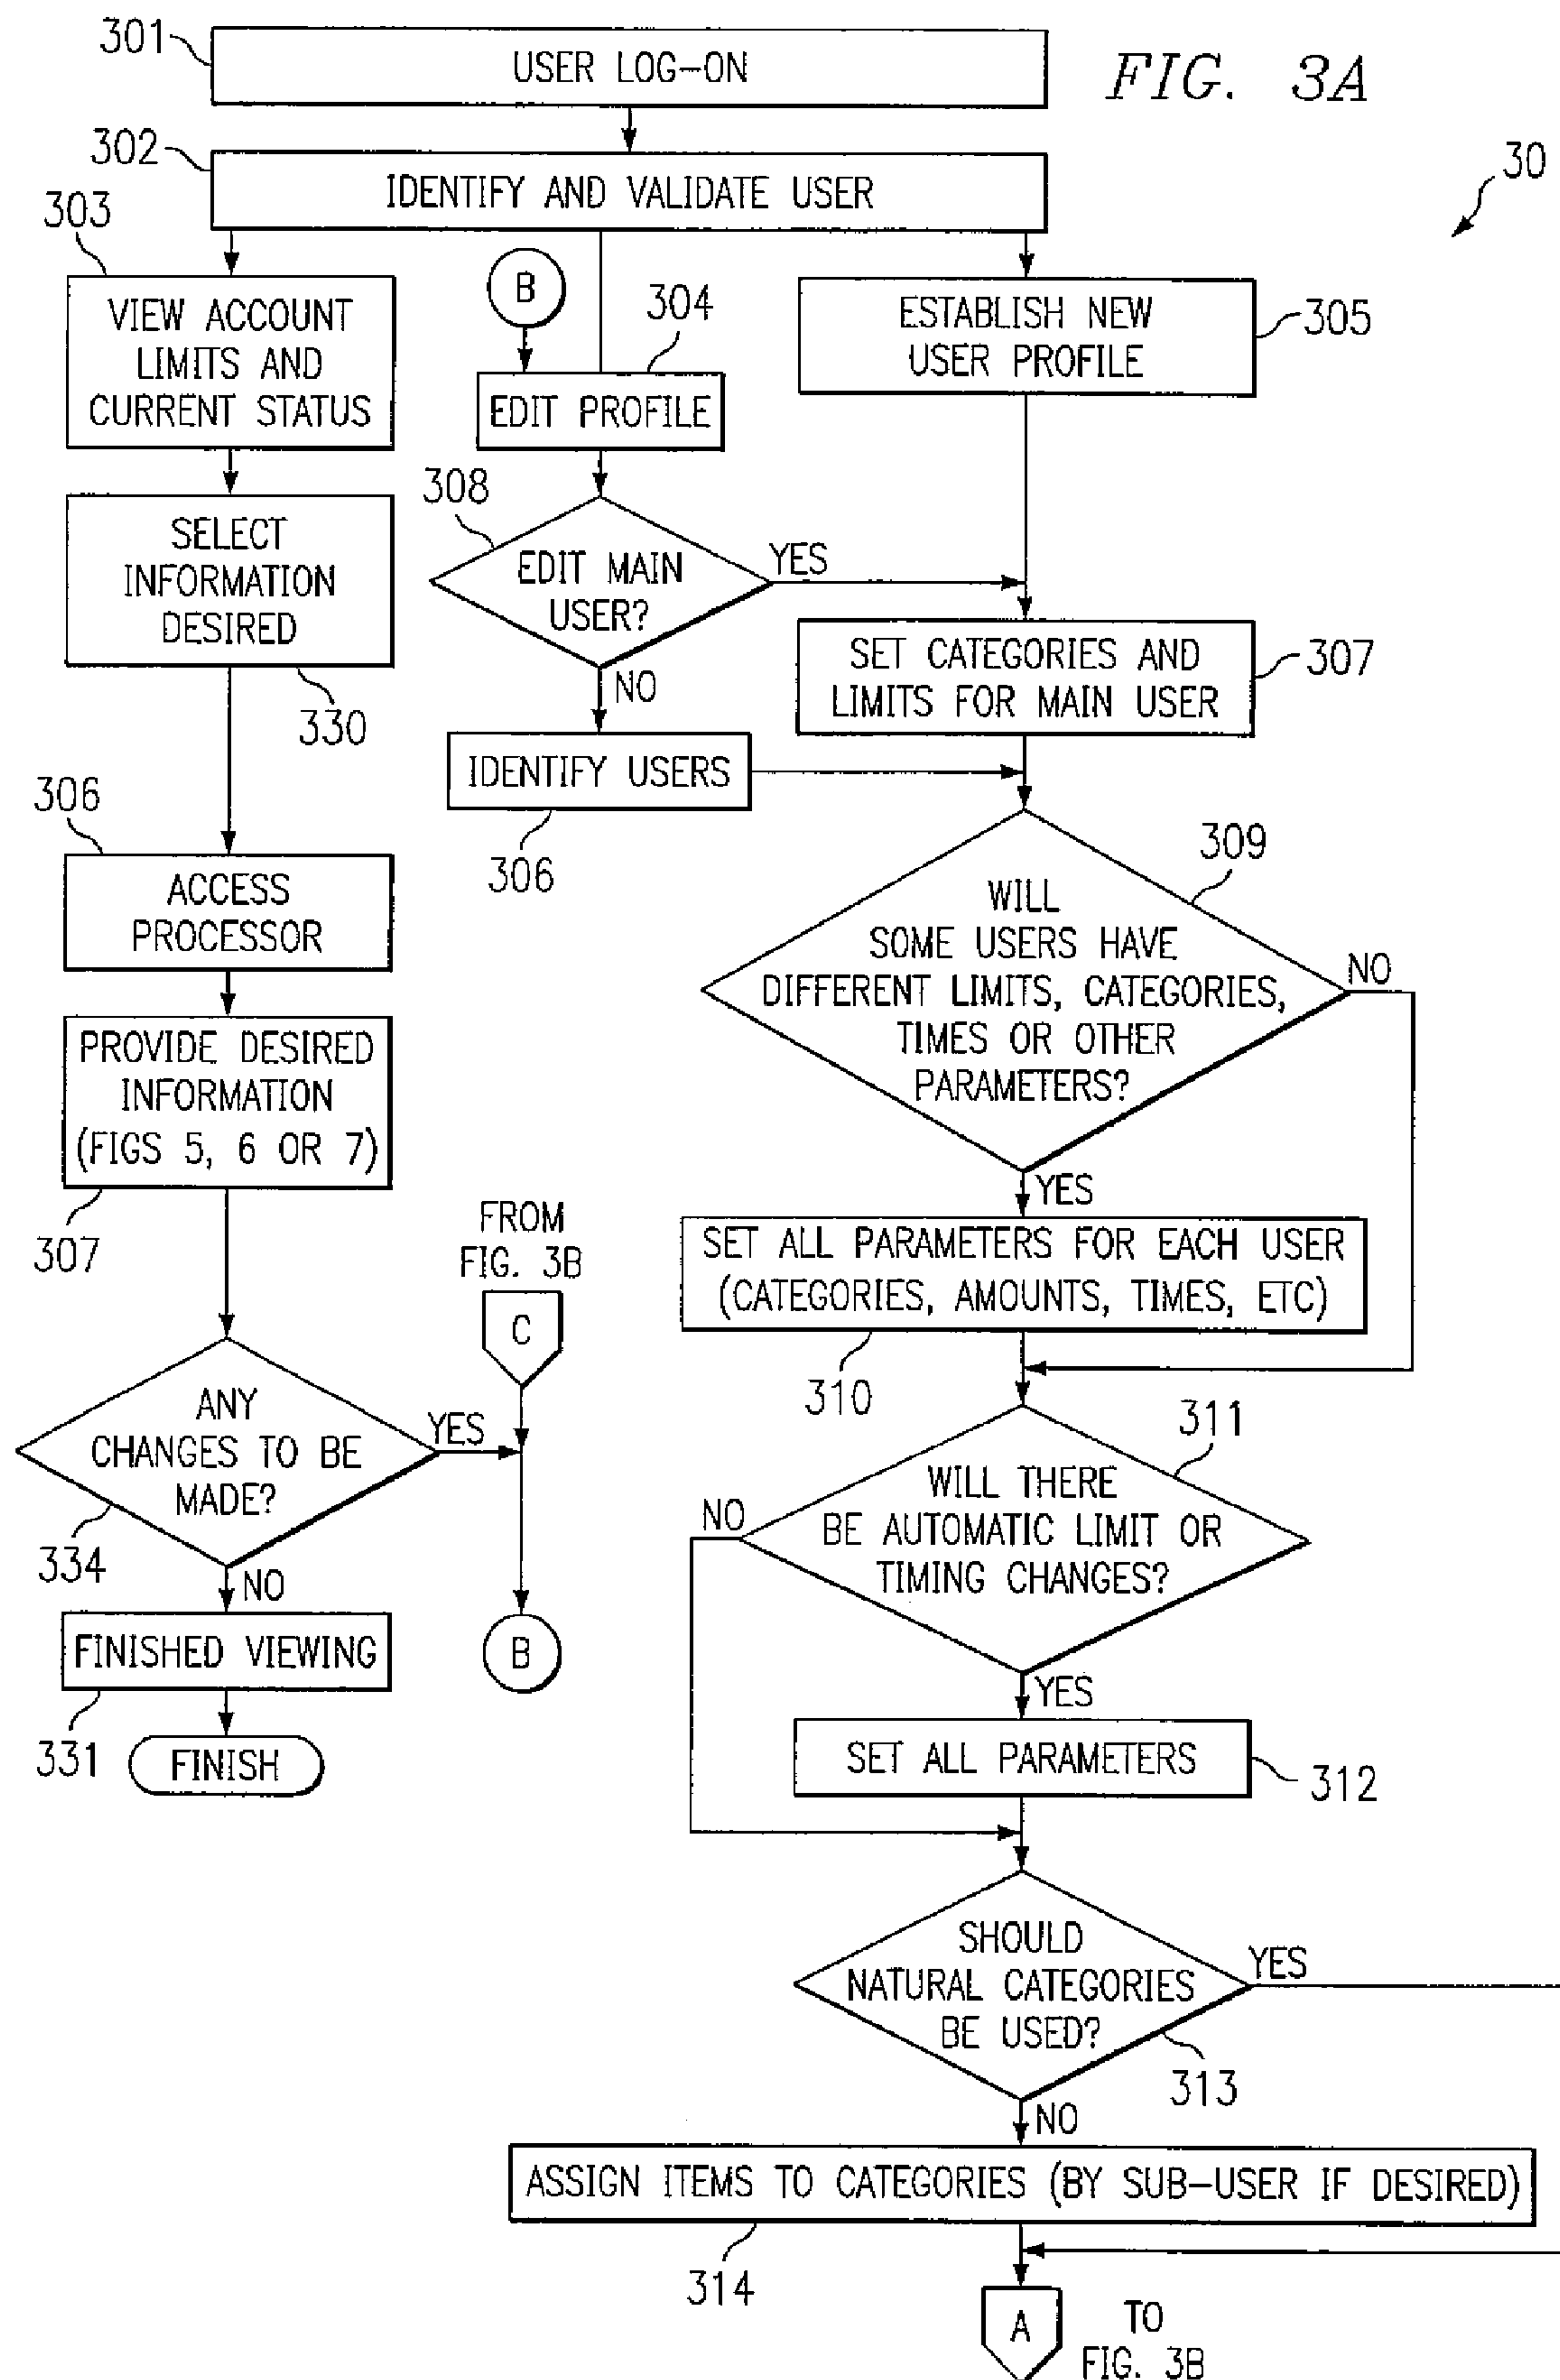 301
USER LOG-ON
FIG. 3A
302
IDENTIFY AND VALIDATE USER
30
303
VIEW ACCOUNT
LIMITS AND
CURRENT STATUS
B
304
EDIT PROFILE
ESTABLISH NEW
USER PROFILE
305
SELECT
INFORMATION
DESIRED
330
308
EDIT MAIN
USER?
YES
NO
SET CATEGORIES AND
LIMITS FOR MAIN USER
307
IDENTIFY USERS
306
306
ACCESS
PROCESSOR
309
WILL
SOME USERS HAVE
DIFFERENT LIMITS, CATEGORIES,
TIMES OR OTHER
PARAMETERS?
NO
YES
PROVIDE DESIRED
INFORMATION
(FIGS 5, 6 OR 7)
307
FROM
FIG. 3B
C
SET ALL PARAMETERS FOR EACH USER
(CATEGORIES, AMOUNTS, TIMES, ETC)
310
ANY
CHANGES TO BE
MADE?
YES
334
NO
311
WILL THERE
BE AUTOMATIC LIMIT OR
TIMING CHANGES?
NO
YES
FINISHED VIEWING
331
FINISH
B
SET ALL PARAMETERS
312
SHOULD
NATURAL CATEGORIES
BE USED?
YES
313
NO
ASSIGN ITEMS TO CATEGORIES (BY SUB-USER IF DESIRED)
314
A
TO
FIG. 3B